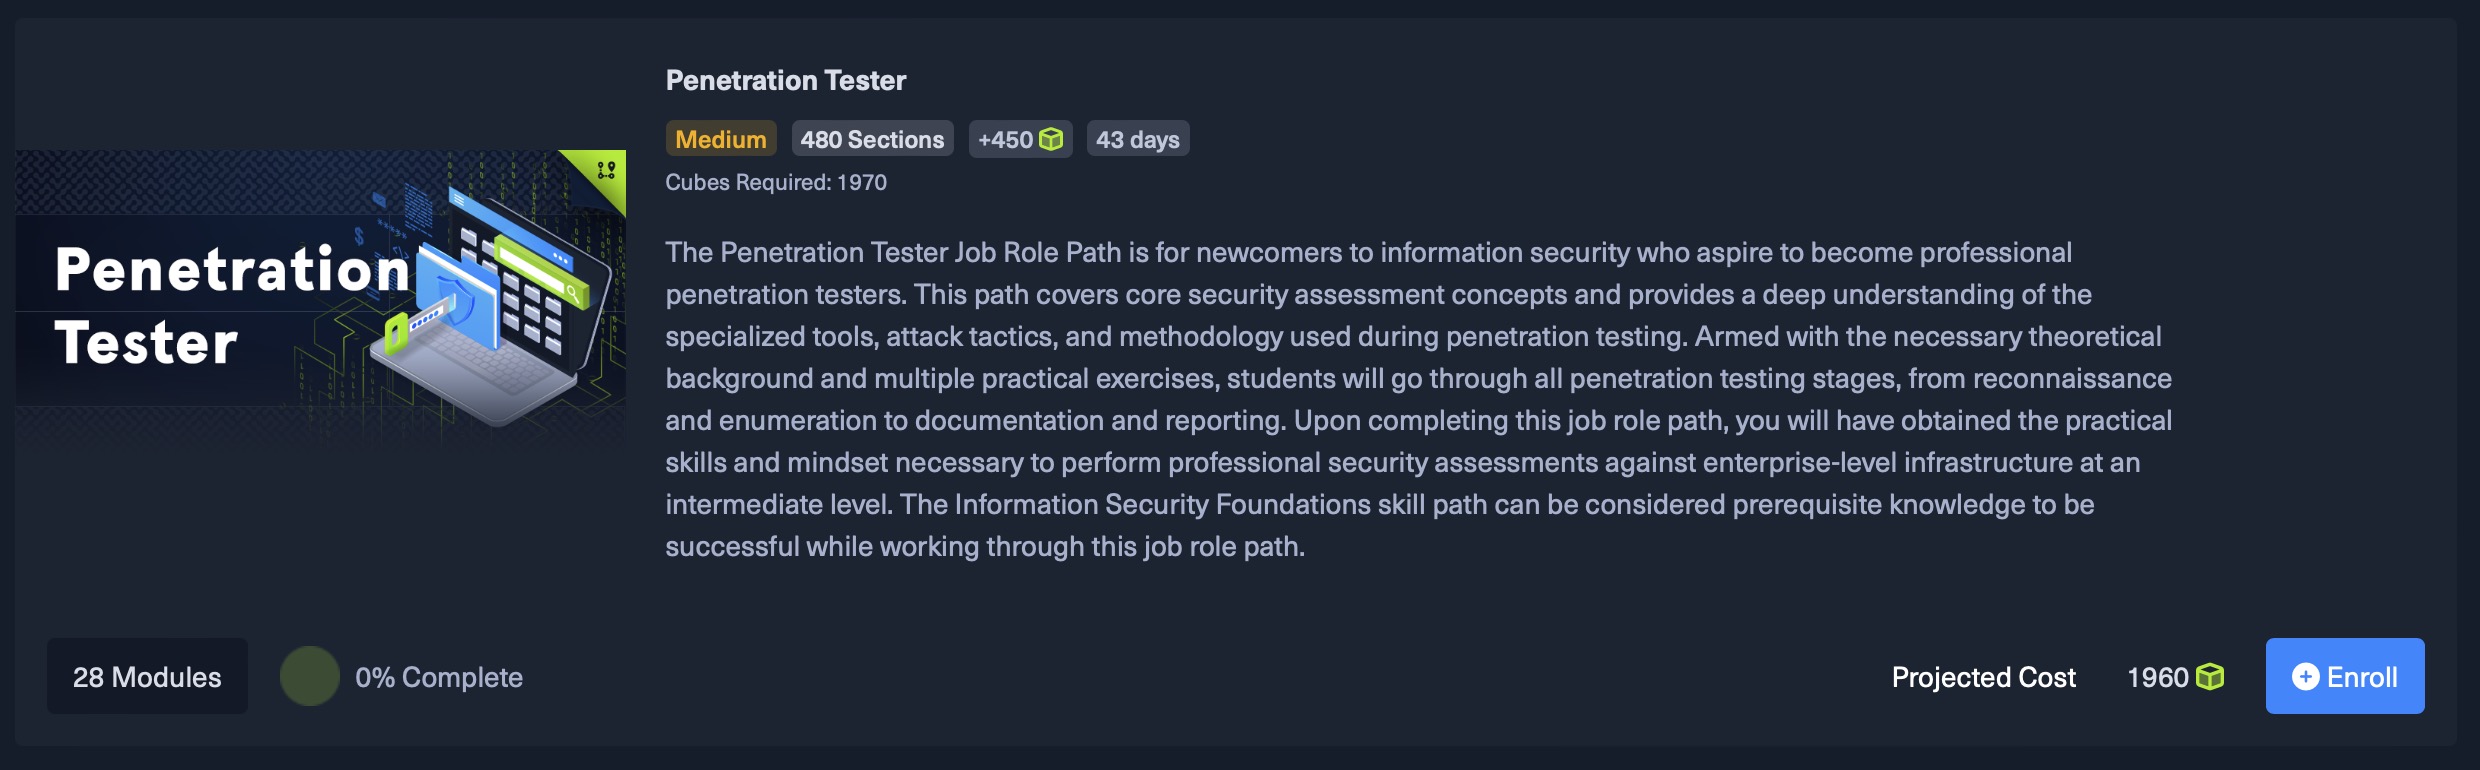 Penetration Tester
Medium 480 Sections +450 43 days
Cubes Required: 1970
Penetration
Tester
The Penetration Tester Job Role Path is for newcomers to information security who aspire to become professional
penetration testers. This path covers core security assessment concepts and provides a deep understanding of the
specialized tools, attack tactics, and methodology used during penetration testing. Armed with the necessary theoretical
background and multiple practical exercises, students will go through all penetration testing stages, from reconnaissance
and enumeration to documentation and reporting. Upon completing this job role path, you will have obtained the practical
skills and mindset necessary to perform professional security assessments against enterprise-level infrastructure at an
intermediate level. The Information Security Foundations skill path can be considered prerequisite knowledge to be
successful while working through this job role path.
28 Modules 0% Complete Projected Cost 1960 Enroll